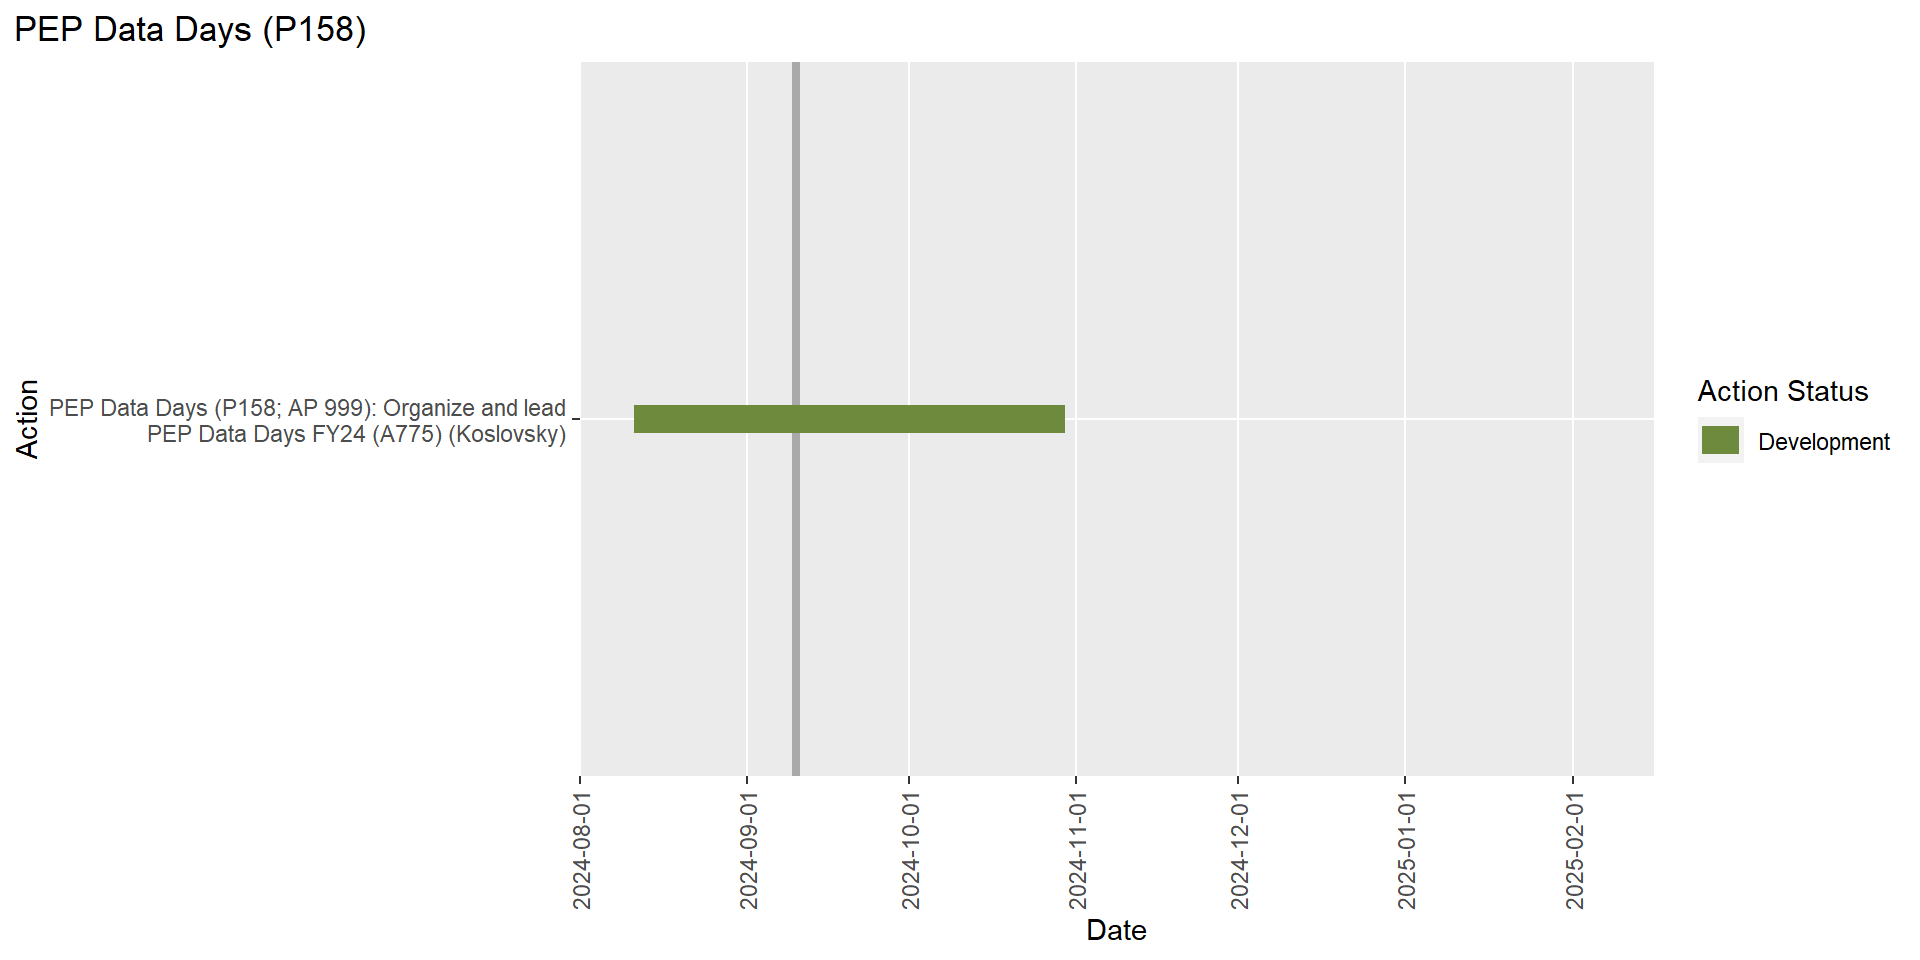 PEP Data Days (P158)
Action
PEP Data Days (P158; AP 999): Organize and lead
PEP Data Days FY24 (A775) (Koslovsky)
Action Status
Development
2024-08-01
2024-09-01
2024-10-01
2024-11-01
2024-12-01
2025-01-01
2025-02-01
Date